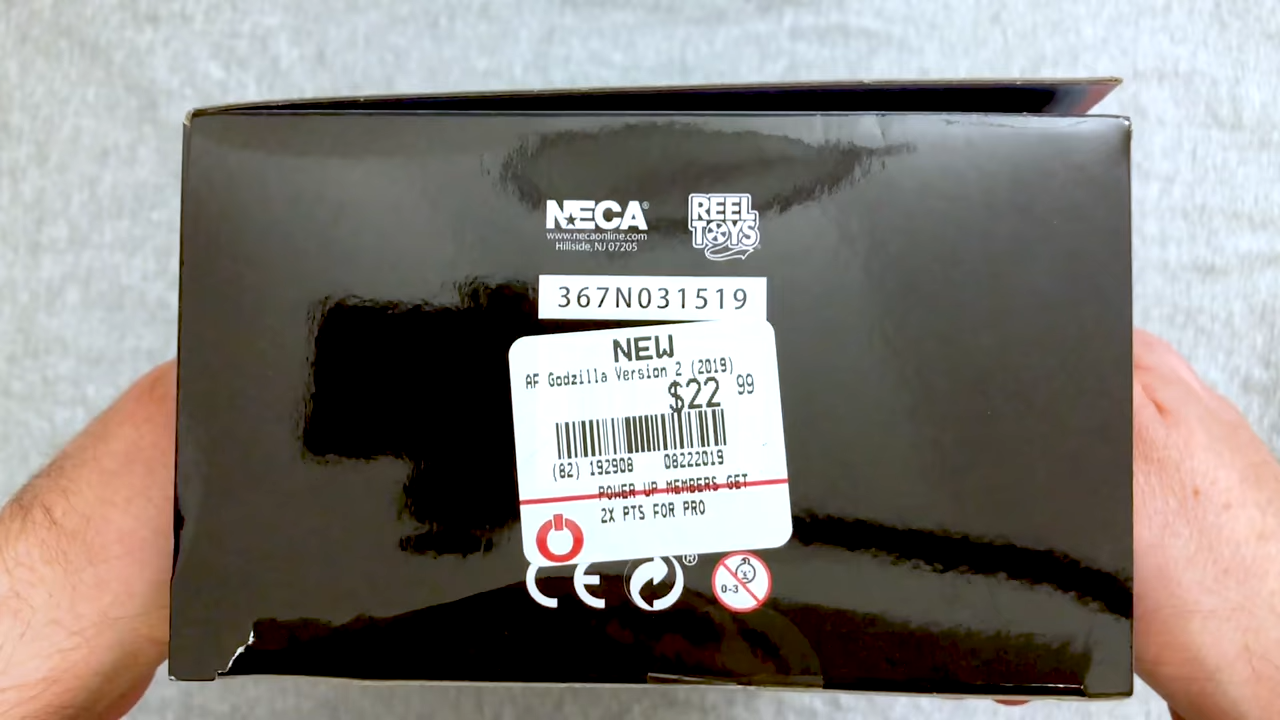 NECA®
www.necaonline.com
Hillside, NJ 07205
REEL
TOYS
367N031519
NEW
AF Godzilla Version 2 (2019)
$22 99
(82) 192908 08222019
POWER UP MEMBERS GET
2X PTS FOR PRO
CE
®
0-3